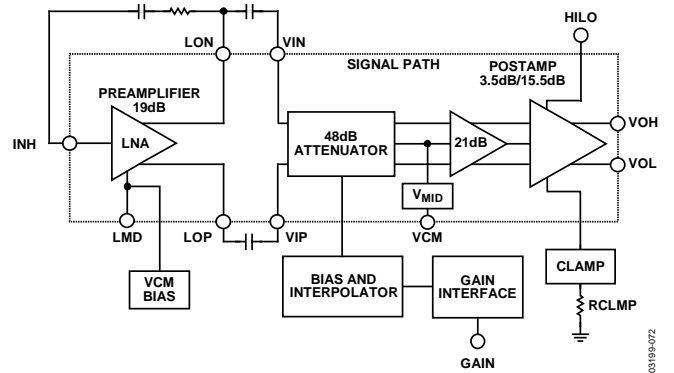 HILO
LON
VIN
SIGNAL PATH
POSTAMP
3.5dB/15.5dB
PREAMPLIFIER
19dB
INH
LNA
48dB
ATTENUATOR
21dB
VOH
VOL
VMID
LMD
LOP
VIP
VCM
CLAMP
VCM
BIAS
BIAS AND
INTERPOLATOR
GAIN
INTERFACE
RCLMP
GAIN
03199-072